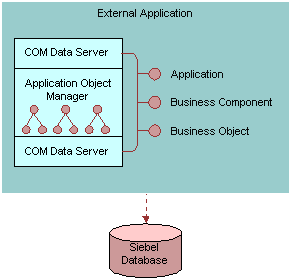 External Application
COM Data Server
Application Object
Manager
COM Data Server
Application
Business Component
Business Object
Siebel
Database